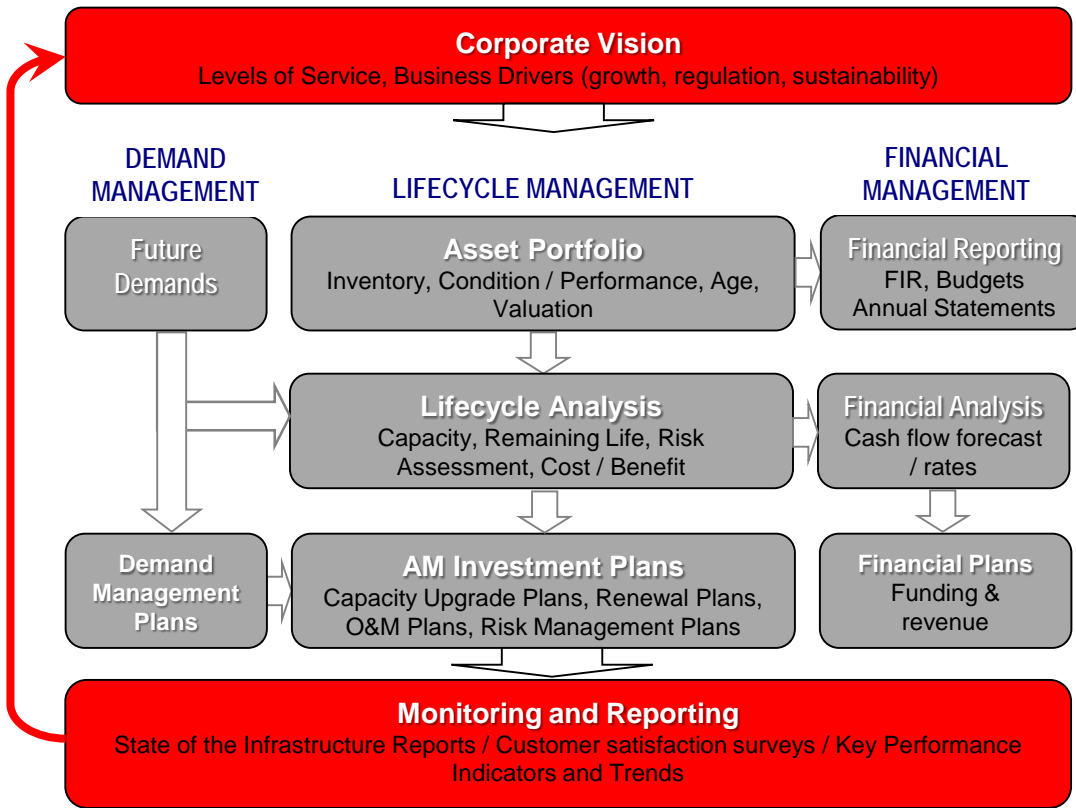 Corporate Vision
Levels of Service, Business Drivers (growth, regulation, sustainability)
DEMAND
MANAGEMENT
LIFECYCLE MANAGEMENT
FINANCIAL
MANAGEMENT
Future
Demands
Asset Portfolio
Inventory, Condition / Performance, Age,
Valuation
Financial Reporting
FIR, Budgets
Annual Statements
Lifecycle Analysis
Capacity, Remaining Life, Risk
Assessment, Cost / Benefit
Financial Analysis
Cash flow forecast
/ rates
Demand
Management
Plans
AM Investment Plans
Capacity Upgrade Plans, Renewal Plans,
O&M Plans, Risk Management Plans
Financial Plans
Funding &
revenue
Monitoring and Reporting
State of the Infrastructure Reports / Customer satisfaction surveys / Key Performance
Indicators and Trends